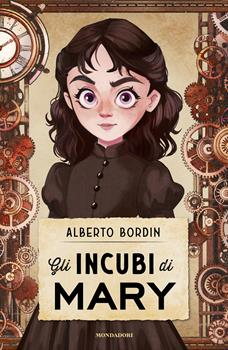 ALBERTO BORDIN
Gli INCUBI di
MARY
MONDADORI